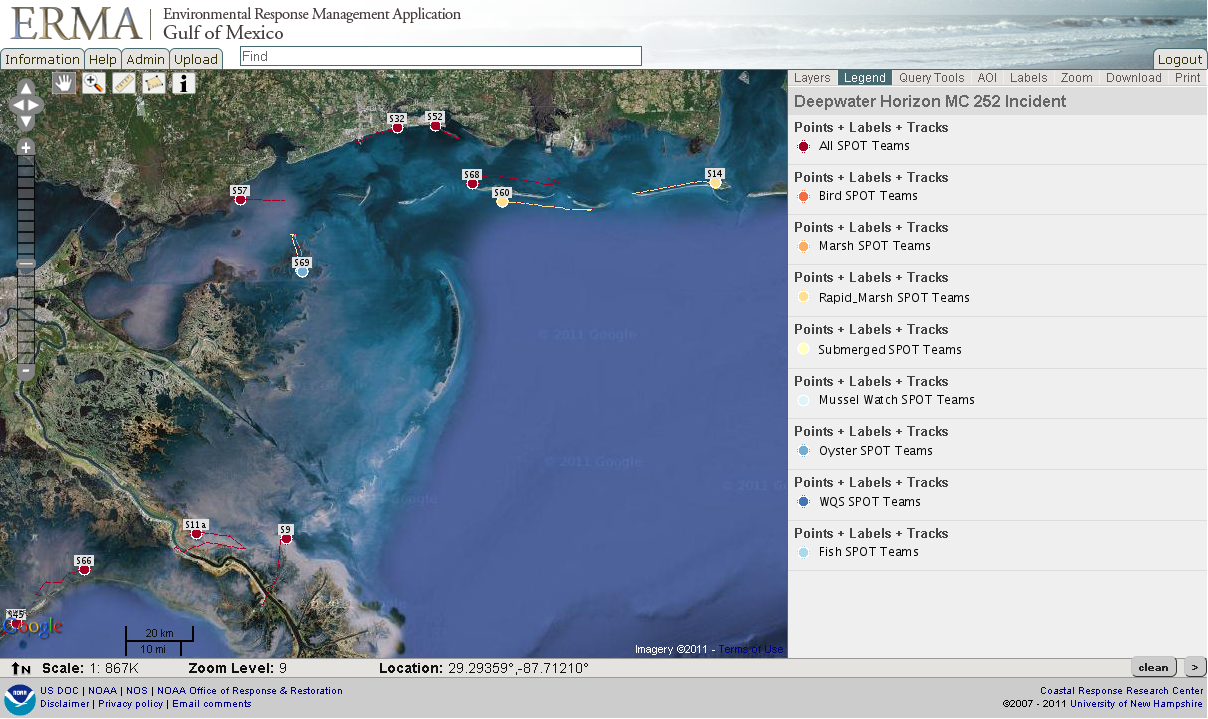 ERMA
Environmental Response Management Application
Gulf of Mexico
Information Help Admin Upload
Find
Logout
Layers Legend Query Tools AOI Labels Zoom Download Print
Deepwater Horizon MC 252 Incident
Points + Labels + Tracks
All SPOT Teams
Points + Labels + Tracks
Bird SPOT Teams
Points + Labels + Tracks
Marsh SPOT Teams
Points + Labels + Tracks
Rapid_Marsh SPOT Teams
Points + Labels + Tracks
Submerged SPOT Teams
Points + Labels + Tracks
Mussel Watch SPOT Teams
Points + Labels + Tracks
Oyster SPOT Teams
Points + Labels + Tracks
WQS SPOT Teams
Points + Labels + Tracks
Fish SPOT Teams
S32
S52
S68
S14
S57
S60
S69
© 2011 Google
© 2011 Google
© 2011 G
S11a
S9
S66
Google
20 km
10 mi
Imagery ©2011 - Terms of Use
N Scale: 1: 867K Zoom Level: 9 Location: 29.29359°,-87.71210°
clean >
NOAA
US DOC | NOAA | NOS | NOAA Office of Response & Restoration
Disclaimer | Privacy policy | Email comments
Coastal Response Research Center
©2007 - 2011 University of New Hampshire